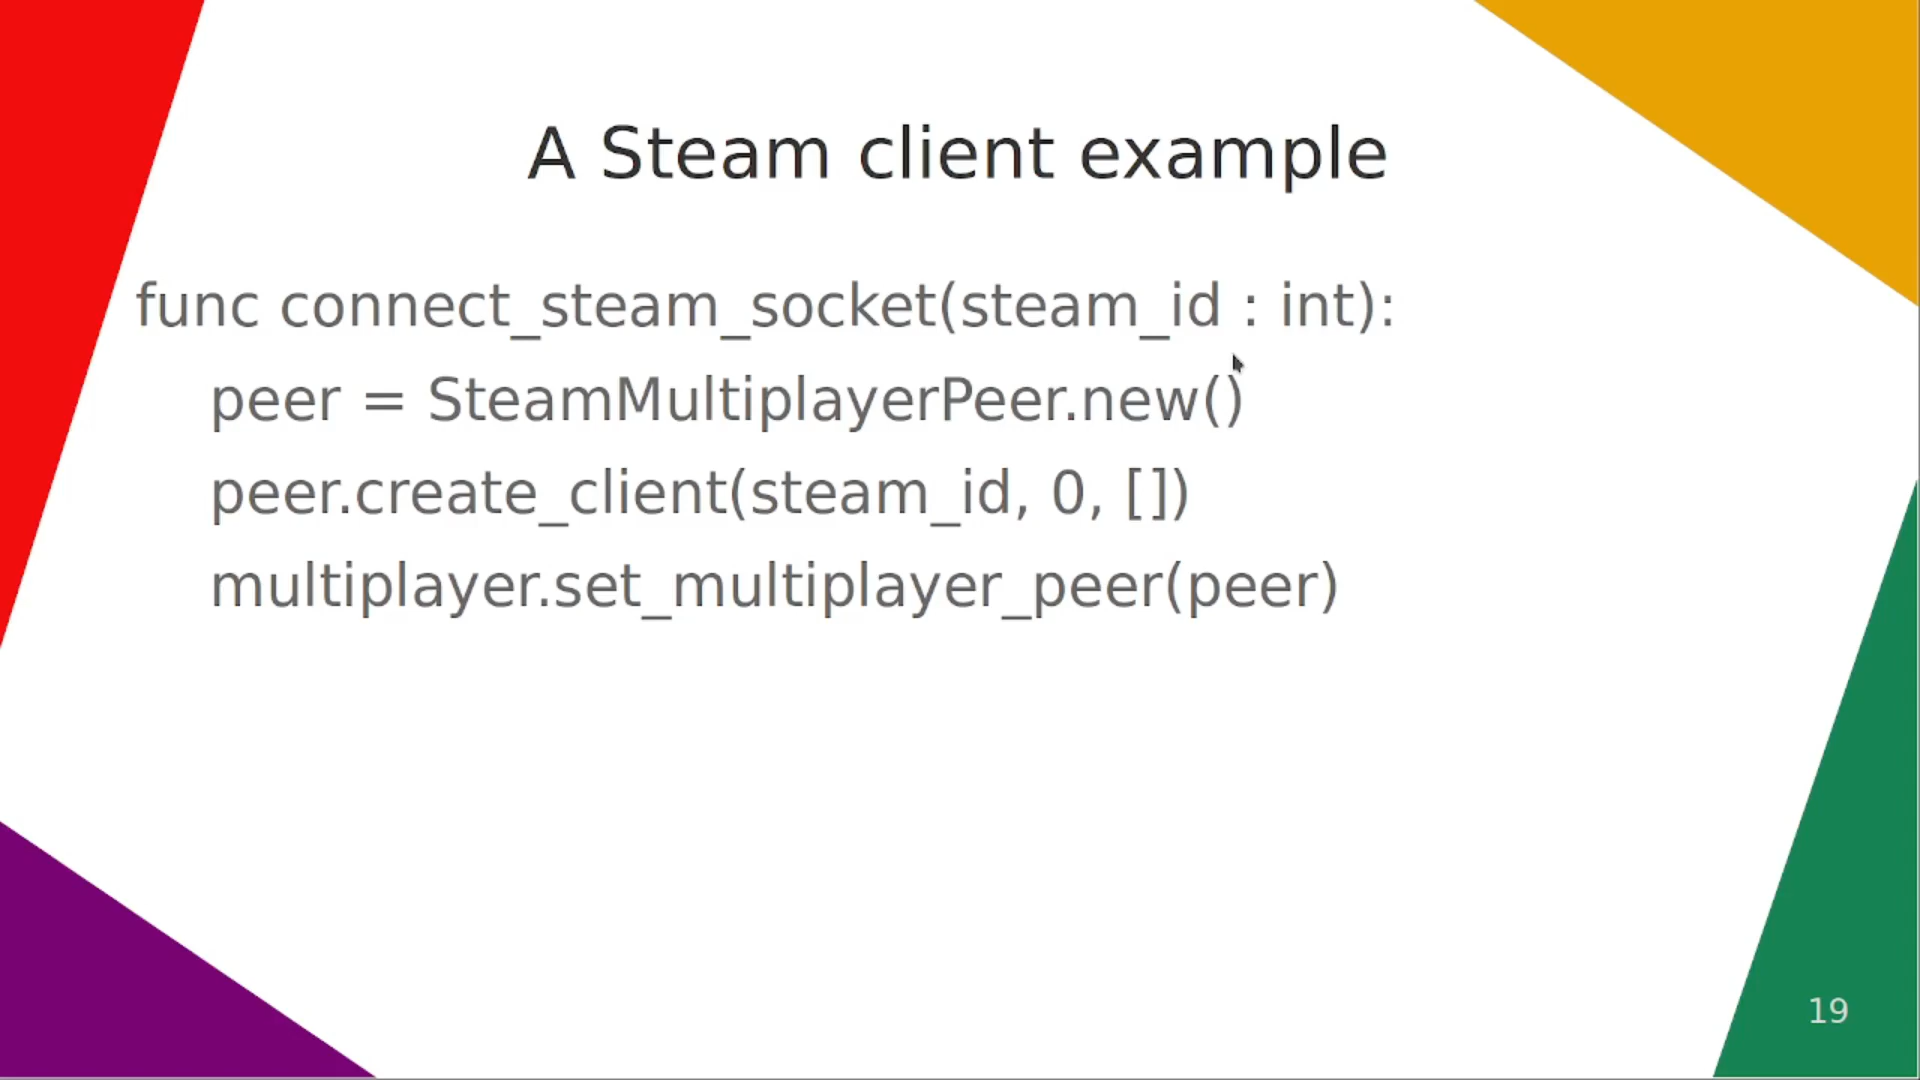 A Steam client example
func connect_steam_socket(steam_id : int):
peer = SteamMultiplayerPeer.new()
peer.create_client(steam_id, 0, [])
multiplayer.set_multiplayer_peer(peer)
19